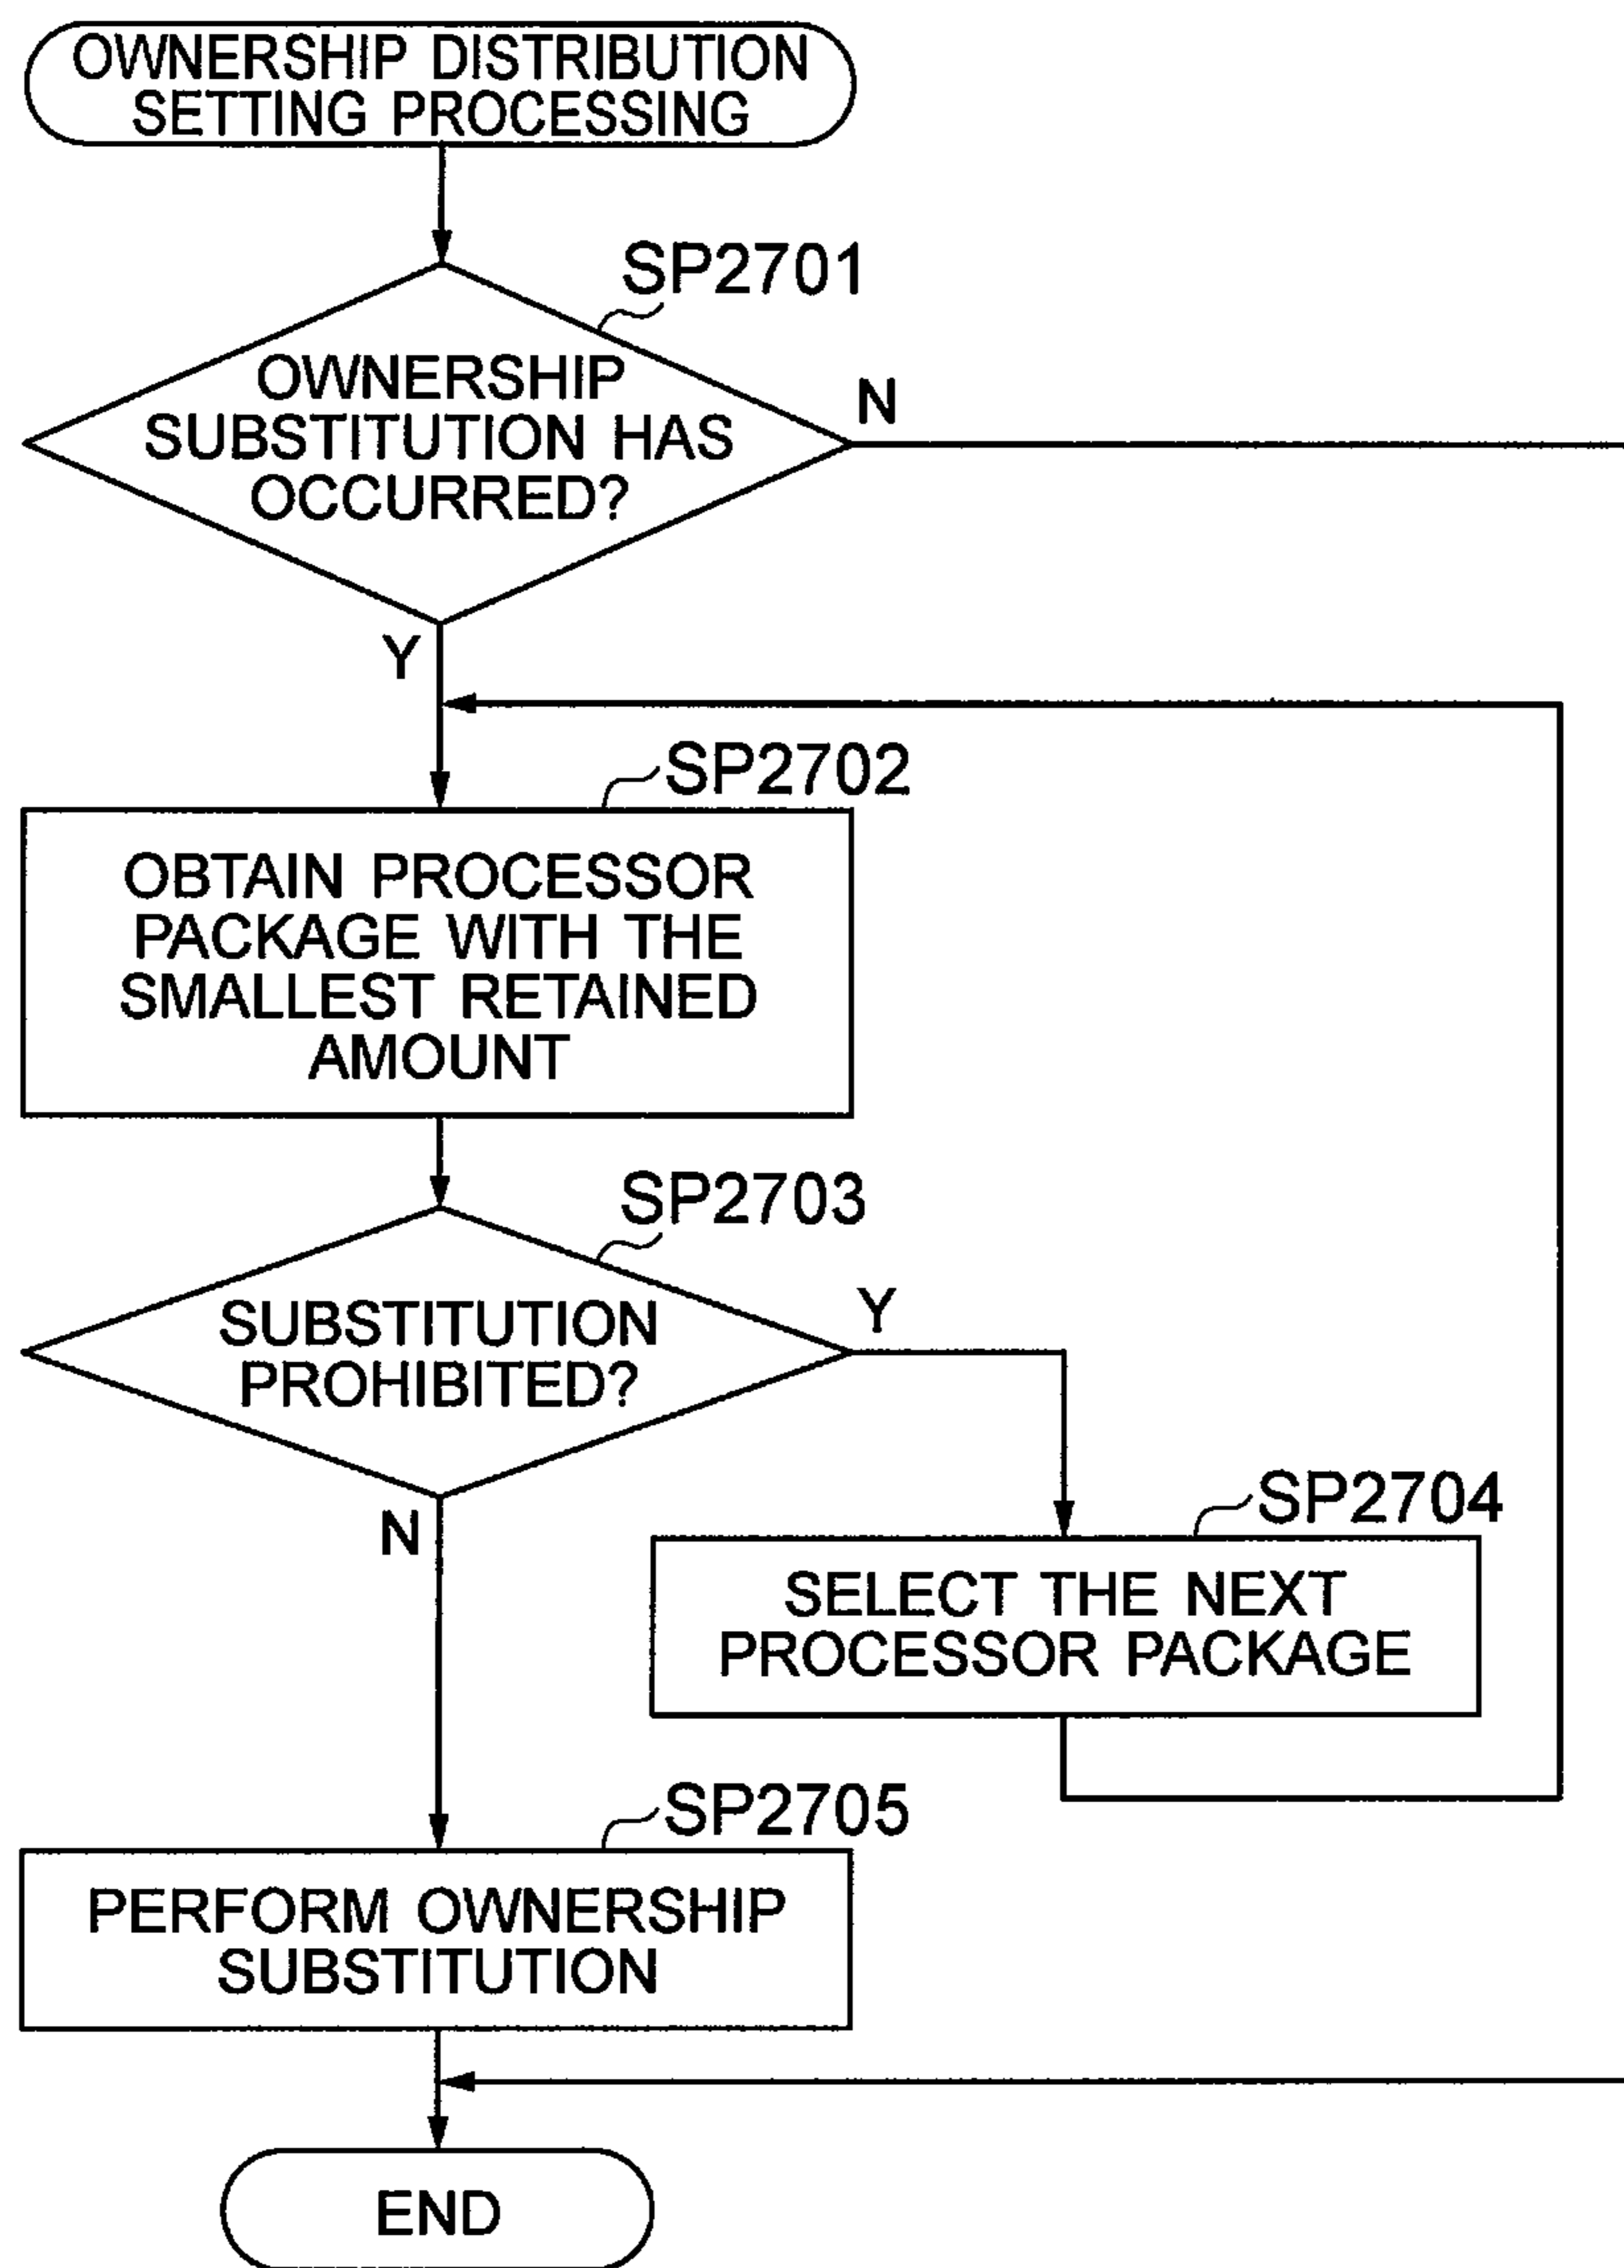 OWNERSHIP DISTRIBUTION
SETTING PROCESSING
SP2701
OWNERSHIP
SUBSTITUTION HAS
OCCURRED?
N
Y
SP2702
OBTAIN PROCESSOR
PACKAGE WITH THE
SMALLEST RETAINED
AMOUNT
SP2703
SUBSTITUTION
PROHIBITED?
Y
N
SP2704
SELECT THE NEXT
PROCESSOR PACKAGE
SP2705
PERFORM OWNERSHIP
SUBSTITUTION
END